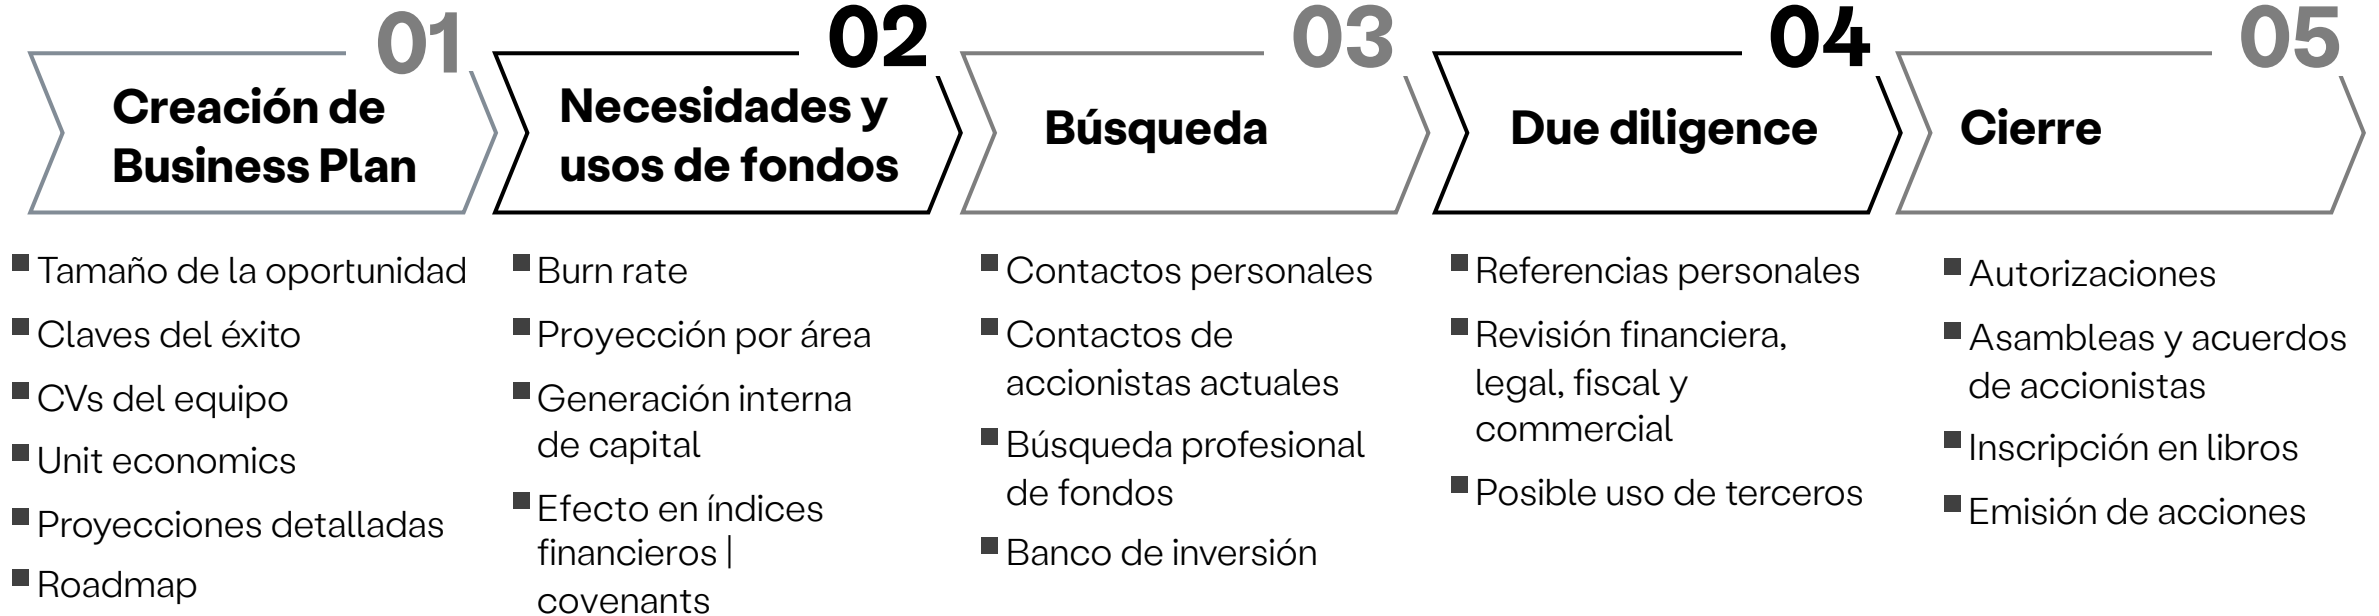 01
Creación de
Business Plan
Tamaño de la oportunidad
Claves del éxito
CVs del equipo
Unit economics
Proyecciones detalladas
Roadmap
02
Necesidades y
usos de fondos
Burn rate
Proyección por área
Generación interna
de capital
Efecto en índices
financieros |
covenants
03
Búsqueda
Contactos personales
Contactos de
accionistas actuales
Búsqueda profesional
de fondos
Banco de inversión
04
Due diligence
Referencias personales
Revisión financiera,
legal, fiscal y
commercial
Posible uso de terceros
05
Cierre
Autorizaciones
Asambleas y acuerdos
de accionistas
Inscripción en libros
Emisión de acciones